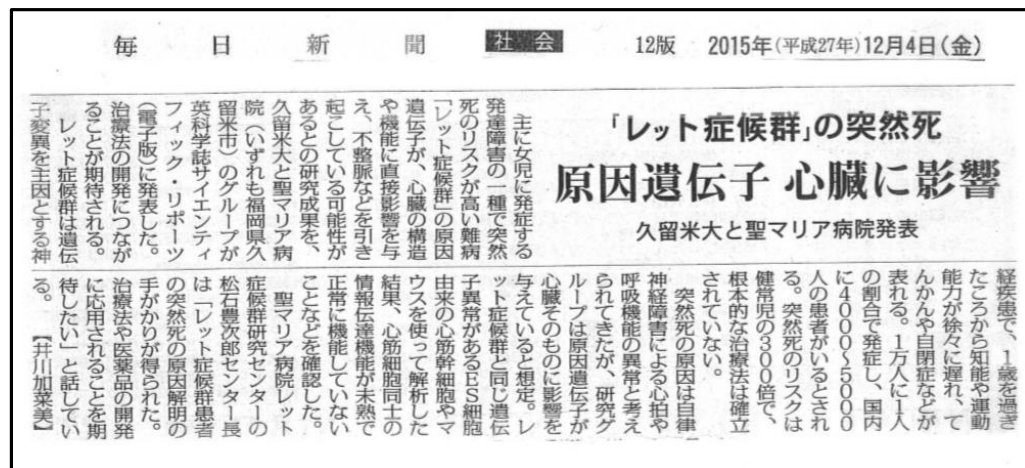 毎日新聞 社会 12版 2015年(平成27年)12月4日(金)
「レット症候群」の突然死
原因遺伝子 心臓に影響
久留米大と聖マリア病院発表
主に女児に発症する
発達障害の一種で突然
死のリスクが高い難病
「レット症候群」の原因
遺伝子が、心臓の構造
や機能に直接影響を与
え、不整脈などを引き
起こしている可能性が
あるとの研究成果を、
久留米大と聖マリア病
院(いずれも福岡県久
留米市)のグループが
英科学誌サイエンティ
フィック・リポーツ
(電子版)に発表した。
治療法の開発につなが
ることが期待される。
レット症候群は遺伝
子変異を主因とする神
経疾患で、1歳を過ぎ
たころから知能や運動
能力が徐々に遅れ、て
んかんや自閉症などが
表れる。1万人に1人
の割合で発症し、国内
に4000〜5000
人の患者がいるとされ
る。突然死のリスクは
健常児の300倍で、
根本的な治療法は確立
されていない。
突然死の原因は自律
神経障害による心拍や
呼吸機能の異常と考え
られてきたが、研究グ
ループは原因遺伝子が
心臓そのものに影響を
与えていると想定。レ
ット症候群と同じ遺伝
子異常があるES細胞
由来の心筋幹細胞やマ
ウスを使って解析した
結果、心筋細胞同士の
情報伝達機能が未熟で
正常に機能していない
ことなどを確認した。
聖マリア病院レット
症候群研究センターの
松石豊次郎センター長
は「レット症候群患者
の突然死の原因解明の
手がかりが得られた。
治療法や医薬品の開発
に応用されることを期
待したい」と話してい
る。【井川加菜美】